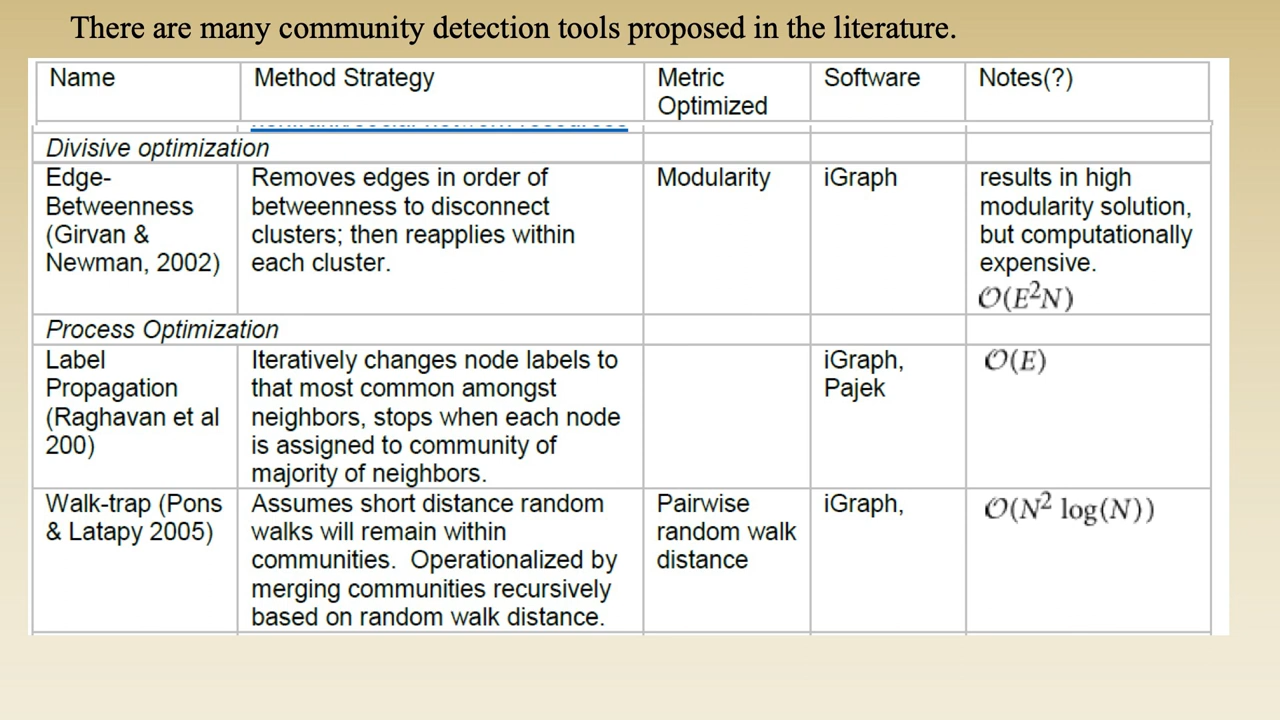 There are many community detection tools proposed in the literature.
Name
Method Strategy
Metric
Optimized
Software
Notes(?)
Divisive optimization
Edge-
Betweenness
(Girvan &
Newman, 2002)
Removes edges in order of
betweenness to disconnect
clusters; then reapplies within
each cluster.
Modularity
iGraph
results in high
modularity solution,
but computationally
expensive.
𝒪(E²N)
Process Optimization
Label
Propagation
(Raghavan et al
200)
Iteratively changes node labels to
that most common amongst
neighbors, stops when each node
is assigned to community of
majority of neighbors.
iGraph,
Pajek
𝒪(E)
Walk-trap (Pons
& Latapy 2005)
Assumes short distance random
walks will remain within
communities.  Operationalized by
merging communities recursively
based on random walk distance.
Pairwise
random walk
distance
iGraph,
𝒪(N² log(N))